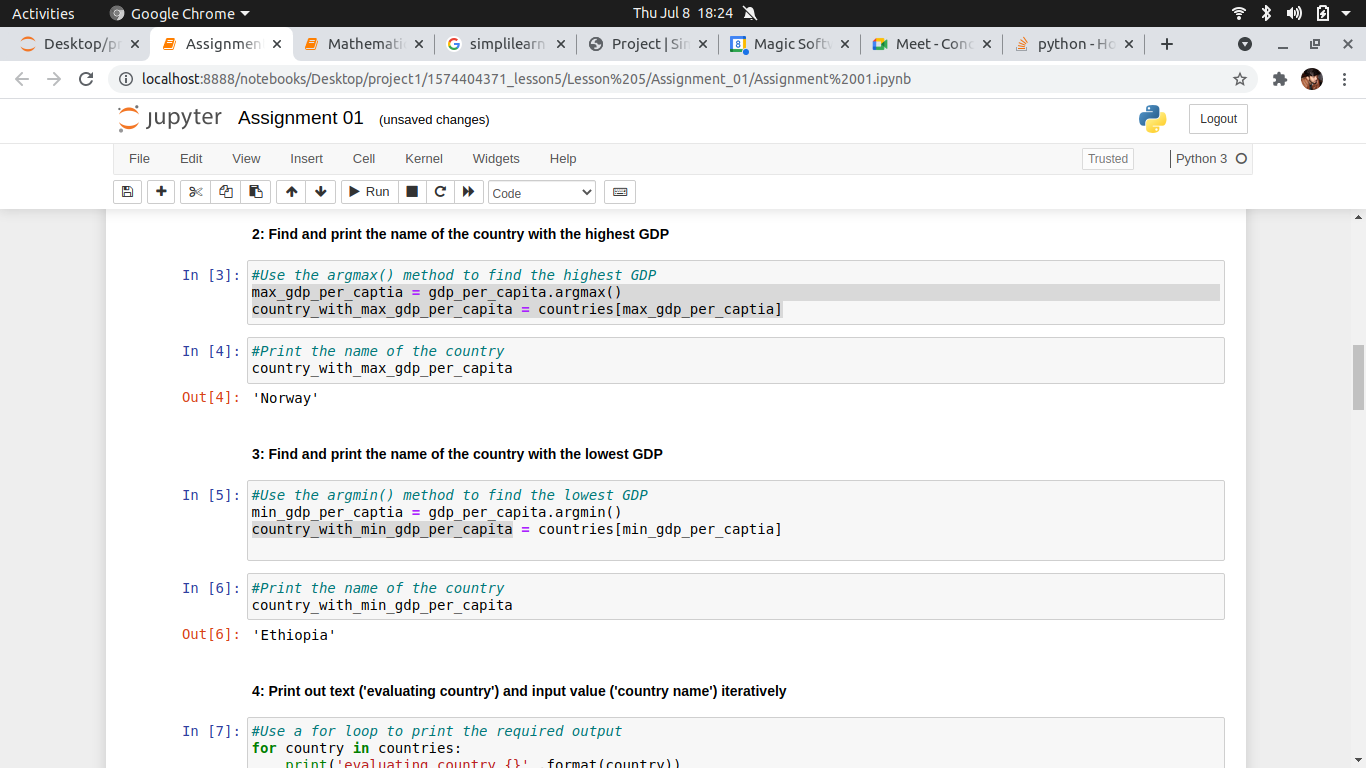 Activities Google Chrome Thu Jul 8 18:24
Desktop/pr Assignmen Mathemati simplilearn Project | Sim Magic Softw Meet - Conc python - Ho
localhost:8888/notebooks/Desktop/project1/1574404371_lesson5/Lesson%205/Assignment_01/Assignment%2001.ipynb
jupyter Assignment 01 (unsaved changes) Logout
File Edit View Insert Cell Kernel Widgets Help Trusted Python 3
Run Code
2: Find and print the name of the country with the highest GDP
In [3]: #Use the argmax() method to find the highest GDP
max_gdp_per_captia = gdp_per_capita.argmax()
country_with_max_gdp_per_capita = countries[max_gdp_per_captia]
In [4]: #Print the name of the country
country_with_max_gdp_per_capita
Out[4]: 'Norway'
3: Find and print the name of the country with the lowest GDP
In [5]: #Use the argmin() method to find the lowest GDP
min_gdp_per_captia = gdp_per_capita.argmin()
country_with_min_gdp_per_capita = countries[min_gdp_per_captia]
In [6]: #Print the name of the country
country_with_min_gdp_per_capita
Out[6]: 'Ethiopia'
4: Print out text ('evaluating country') and input value ('country name') iteratively
In [7]: #Use a for loop to print the required output
for country in countries:
print('evaluating country {}' .format(country))